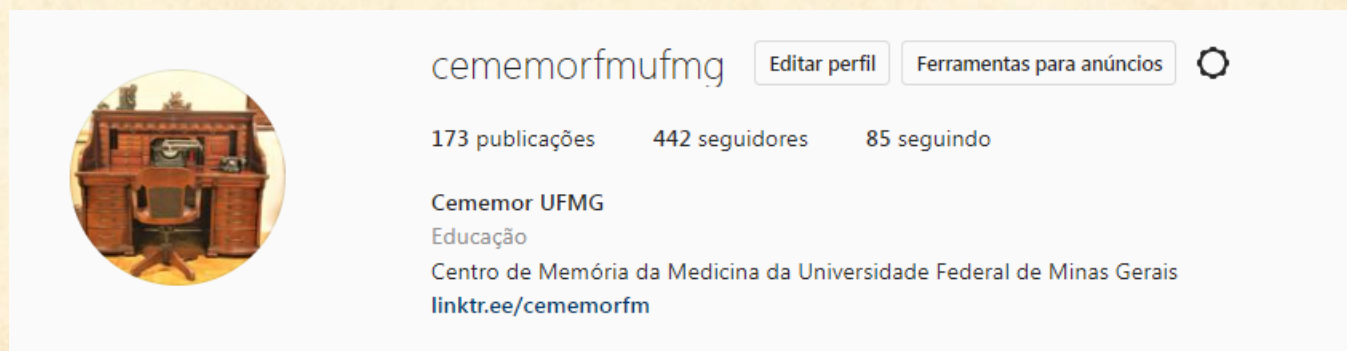 cememorfmufmg Editar perfil Ferramentas para anúncios
173 publicações 442 seguidores 85 seguindo
Cememor UFMG
Educação
Centro de Memória da Medicina da Universidade Federal de Minas Gerais
linktr.ee/cememorfm